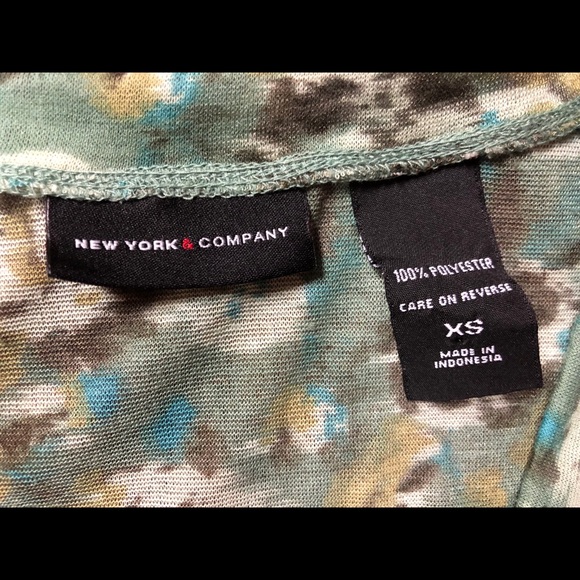 NEW YORK & COMPANY
100% POLYESTER
CARE ON REVERSE
XS
MADE IN
INDONESIA